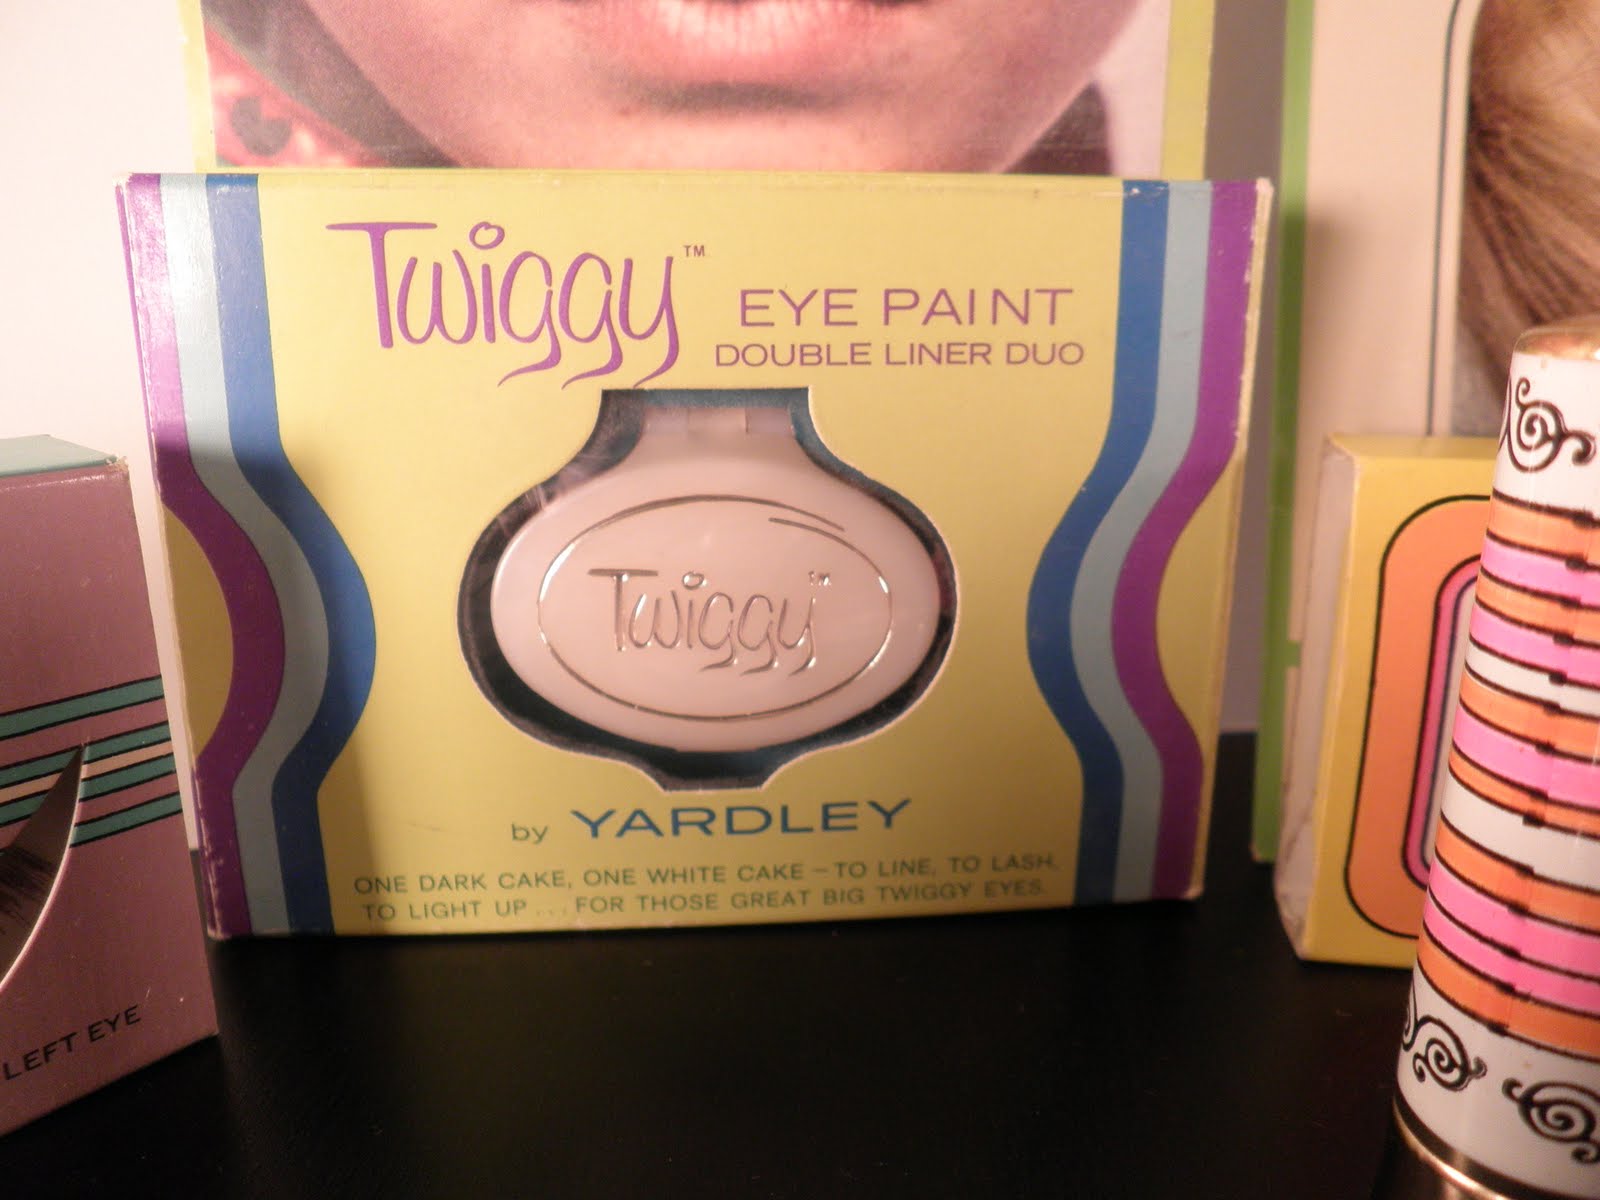 Twiggy™
EYE PAINT
DOUBLE LINER DUO
Twiggy™
by YARDLEY
ONE DARK CAKE, ONE WHITE CAKE – TO LINE, TO LASH,
TO LIGHT UP ... FOR THOSE GREAT BIG TWIGGY EYES.
LEFT EYE